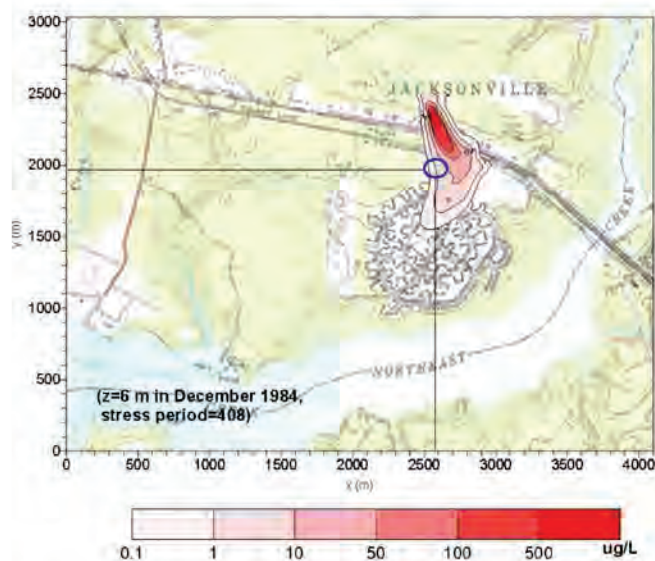 3000
2500
2000
1500
1000
500
0
y (m)
JACKSONVILLE
CREEK
NORTHEAST
(z=6 m in December 1984,
stress period=408)
0 500 1000 1500 2000 2500 3000 3500 4000
x (m)
0.1 1 10 50 100 500 ug/L